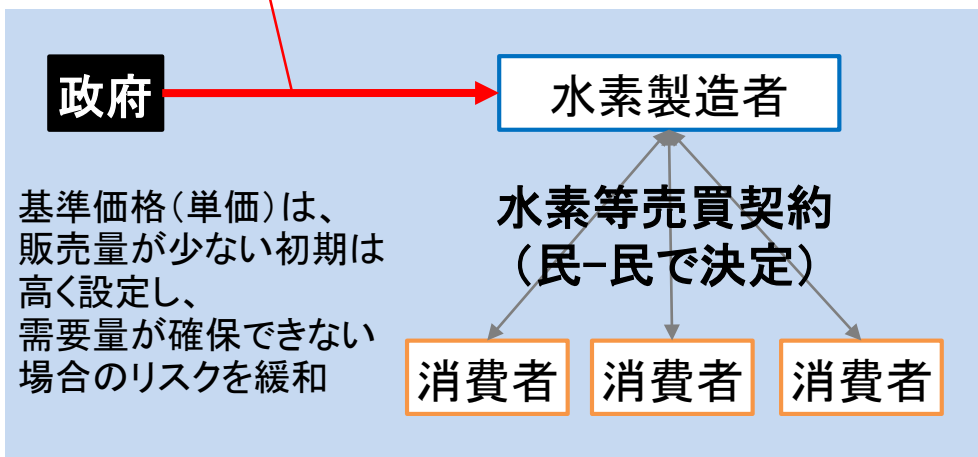 政府
水素製造者
基準価格（単価）は、
販売量が少ない初期は
高く設定し、
需要量が確保できない
場合のリスクを緩和
水素等売買契約
（民−民で決定）
消費者
消費者
消費者